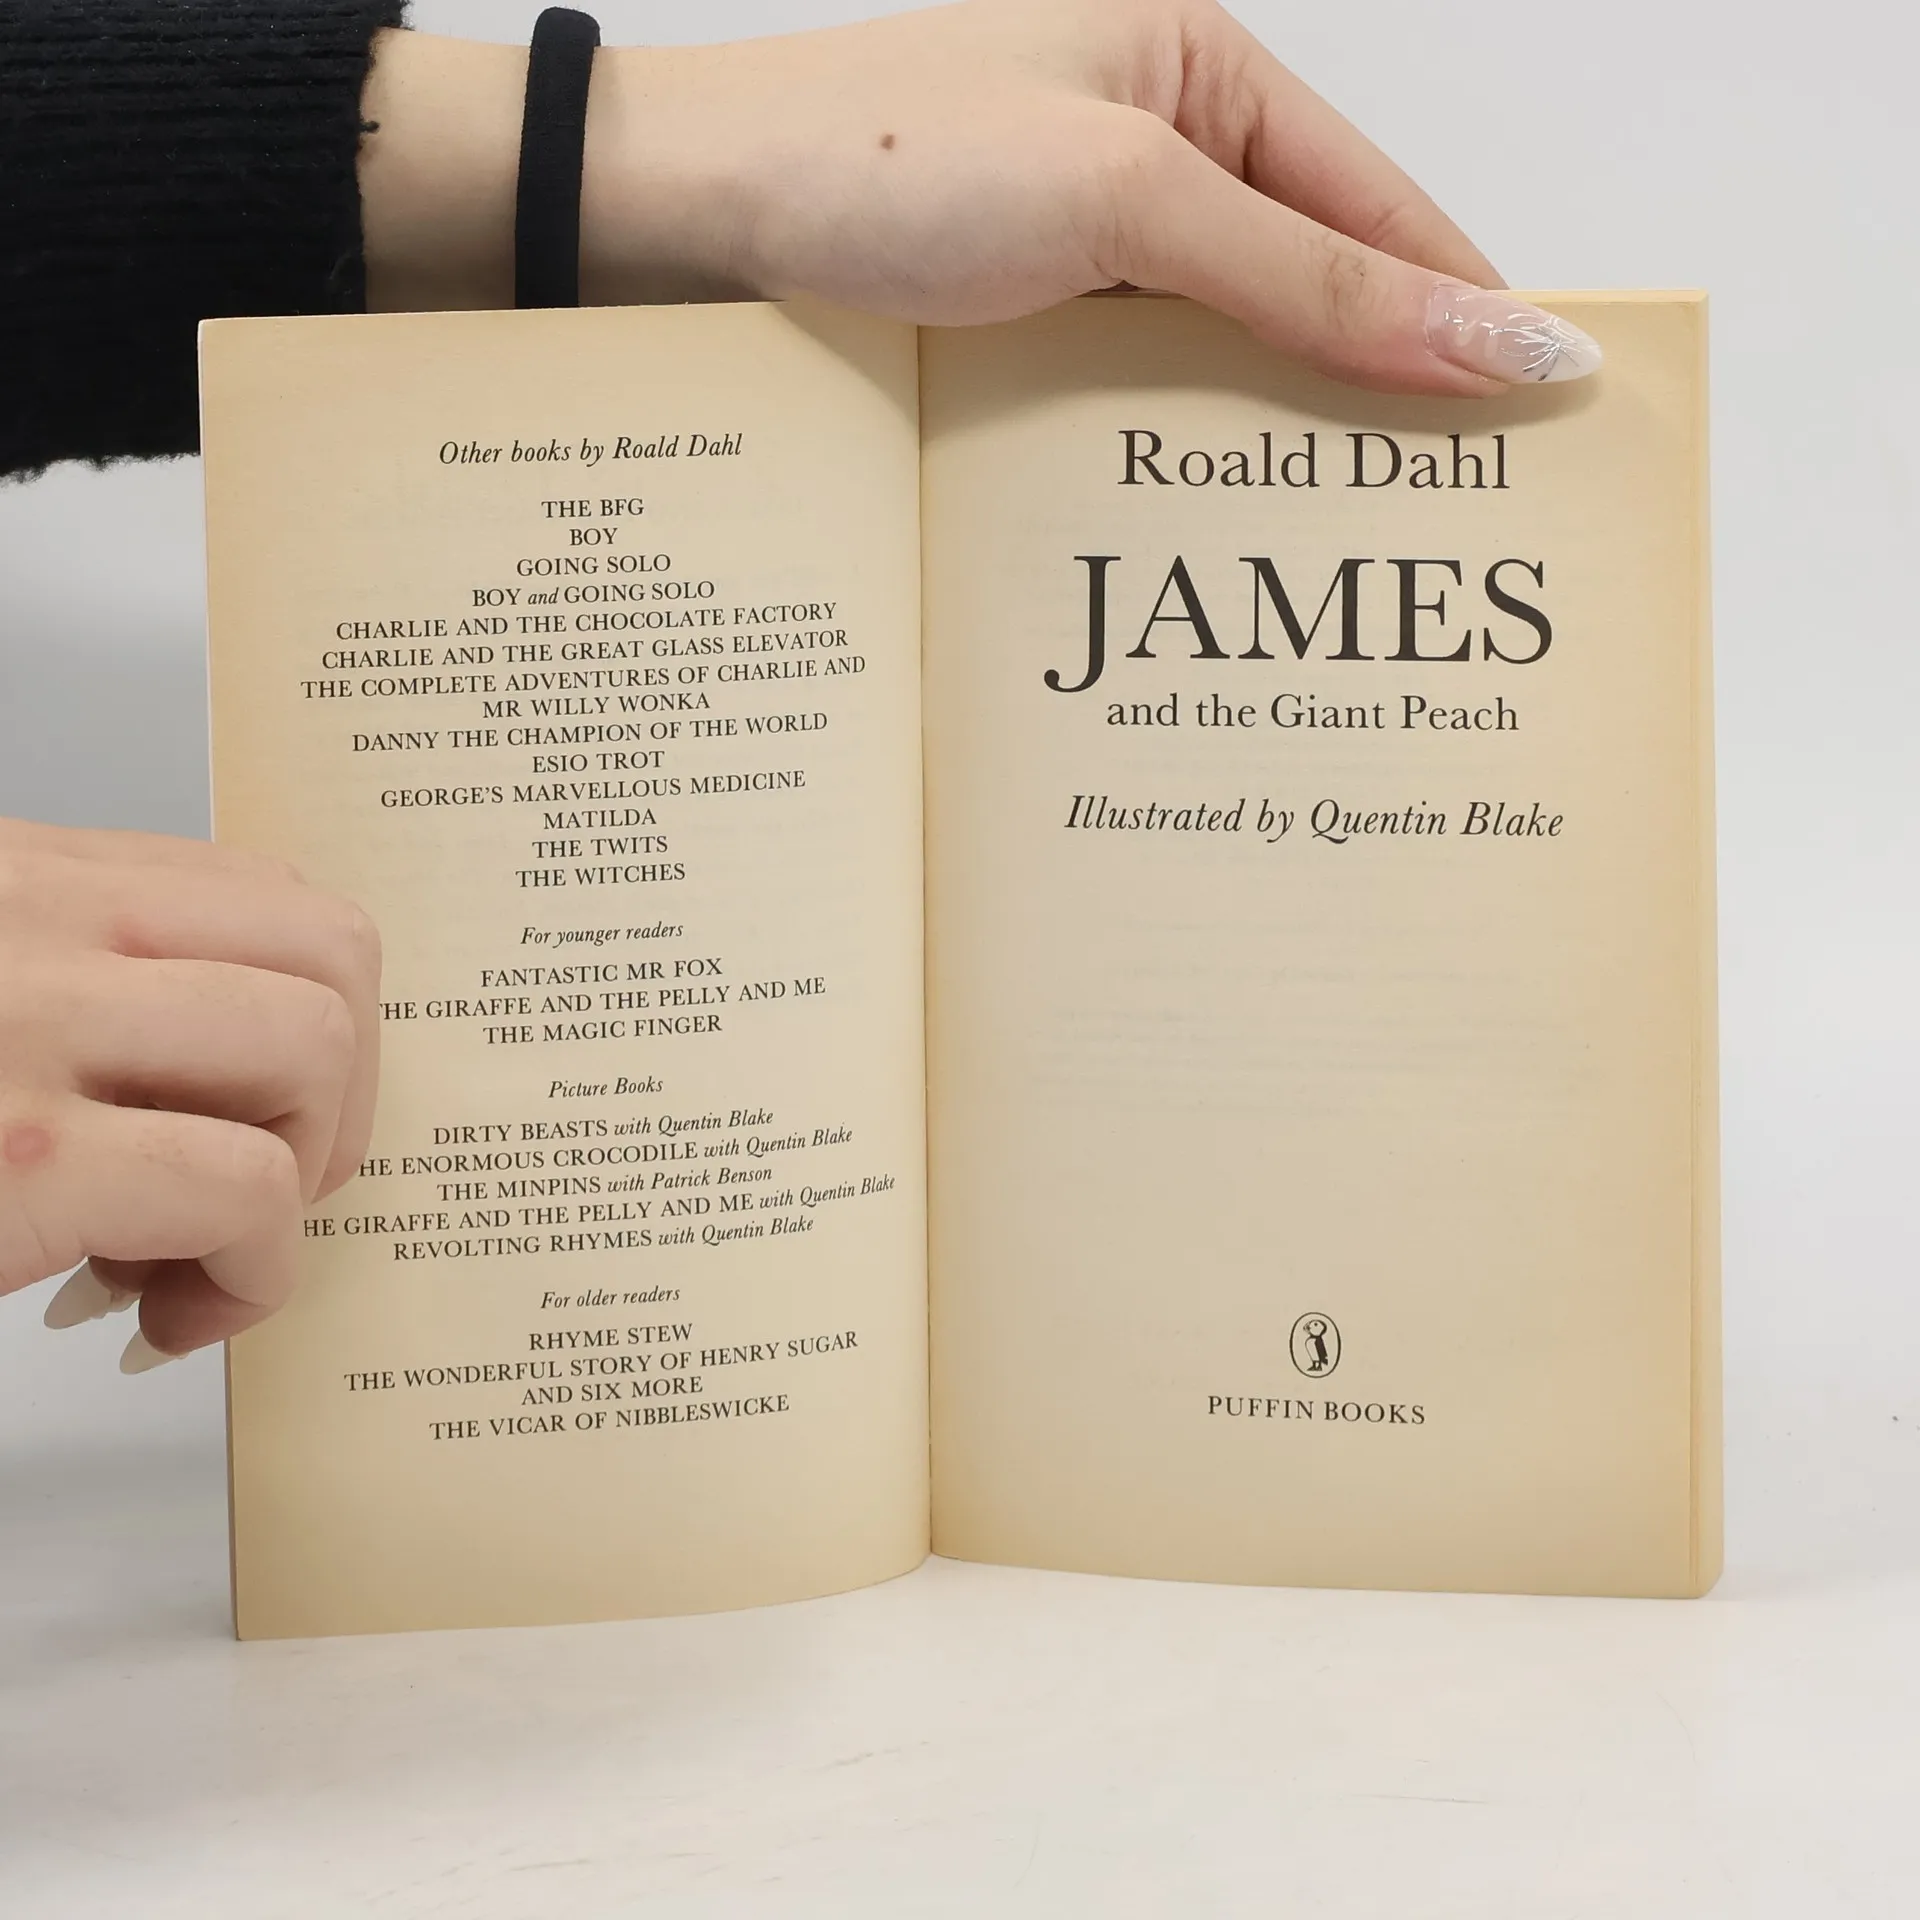 Other books by Roald Dahl
THE BFG
BOY
GOING SOLO
BOY and GOING SOLO
CHARLIE AND THE CHOCOLATE FACTORY
CHARLIE AND THE GREAT GLASS ELEVATOR
THE COMPLETE ADVENTURES OF CHARLIE AND
MR WILLY WONKA
DANNY THE CHAMPION OF THE WORLD
ESIO TROT
GEORGE'S MARVELLOUS MEDICINE
MATILDA
THE TWITS
THE WITCHES
For younger readers
FANTASTIC MR FOX
THE GIRAFFE AND THE PELLY AND ME
THE MAGIC FINGER
Picture Books
DIRTY BEASTS with Quentin Blake
HE ENORMOUS CROCODILE with Quentin Blake
THE MINPINS with Patrick Benson
HE GIRAFFE AND THE PELLY AND ME with Quentin Blake
REVOLTING RHYMES with Quentin Blake
For older readers
RHYME STEW
THE WONDERFUL STORY OF HENRY SUGAR
AND SIX MORE
THE VICAR OF NIBBLESWICKE
Roald Dahl
JAMES
and the Giant Peach
Illustrated by Quentin Blake
PUFFIN BOOKS